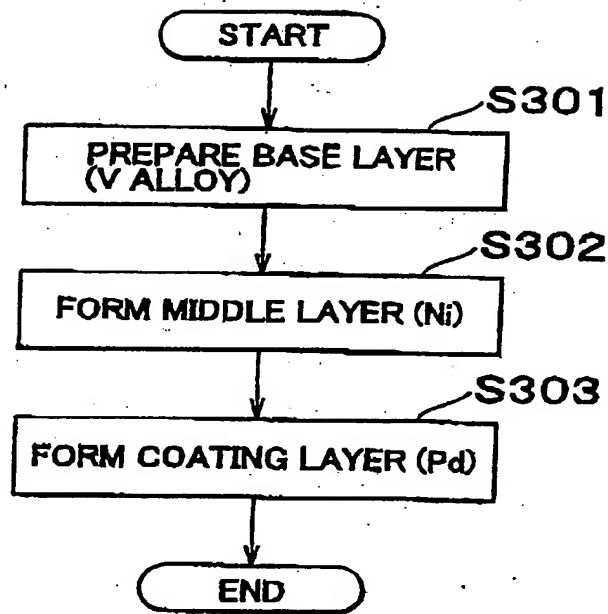 START
S301
PREPARE BASE LAYER
(V ALLOY)
S302
FORM MIDDLE LAYER (Ni)
S303
FORM COATING LAYER (Pd)
END